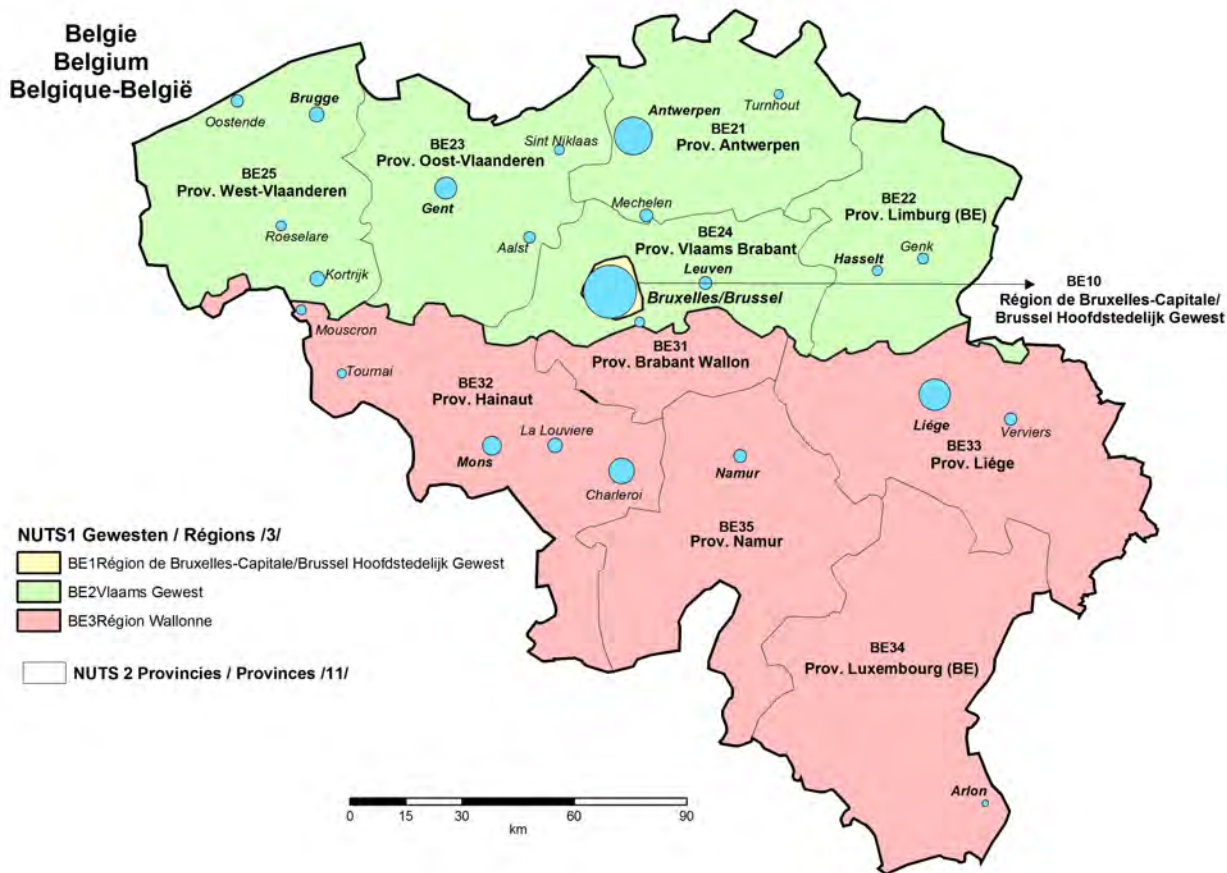 Belgie
Belgium
Belgique-België
Oostende
Brugge
Antwerpen
Turnhout
BE21
Prov. Antwerpen
BE23
Prov. Oost-Vlaanderen
Sint Niklaas
BE25
Prov. West-Vlaanderen
Gent
Mechelen
BE22
Prov. Limburg (BE)
Roeselare
Aalst
BE24
Prov. Vlaams Brabant
Hasselt
Genk
Kortrijk
Leuven
Bruxelles/Brussel
BE10
Région de Bruxelles-Capitale/
Brussel Hoofdstedelijk Gewest
Mouscron
BE31
Prov. Brabant Wallon
Tournai
BE32
Prov. Hainaut
La Louviere
Mons
Charleroi
Namur
Liége
Verviers
BE33
Prov. Liége
BE35
Prov. Namur
NUTS1 Gewesten / Régions /3/
BE1Région de Bruxelles-Capitale/Brussel Hoofdstedelijk Gewest
BE2Vlaams Gewest
BE3Région Wallonne
NUTS 2 Provincies / Provinces /11/
BE34
Prov. Luxembourg (BE)
Arlon
0 15 30 60 90
km